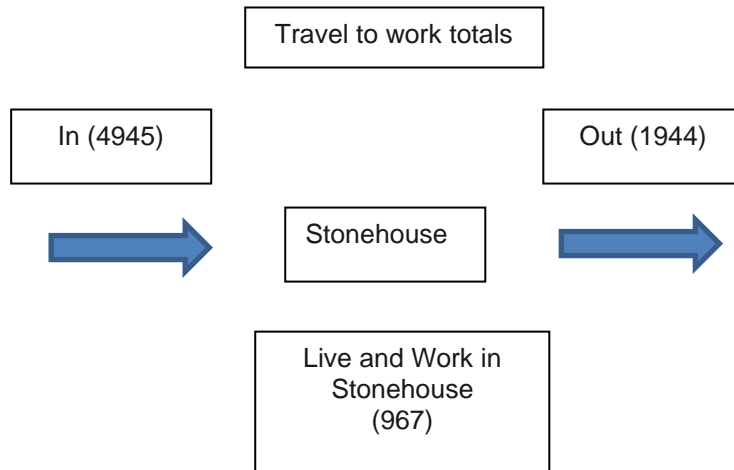 Travel to work totals
In (4945)
Out (1944)
Stonehouse
Live and Work in
Stonehouse
(967)